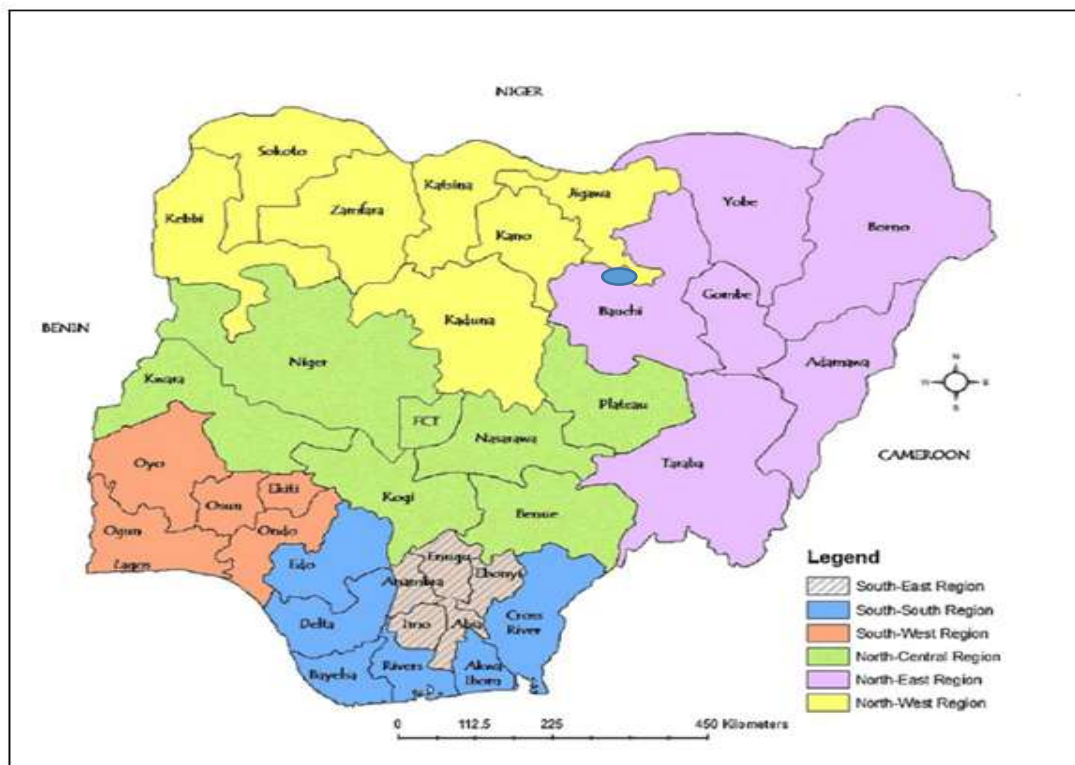 NIGER
Sokoto
Katsina
Jigawa
Yobe
Kebbi
Zamfara
Kano
Borno
Bauchi
Gombe
BENIN
Kaduna
Niger
Adamawa
Kwara
Plateau
N
W
E
S
FCT
Nasarawa
Oyo
Taraba
CAMEROON
Ekiti
Kogi
Osun
Benue
Ogun
Ondo
Lagos
Edo
Enugu
Ebonyi
Anambra
Delta
Imo
Abia
Cross
River
Bayelsa
Rivers
Akwa
Ibom
Legend
South-East Region
South-South Region
South-West Region
North-Central Region
North-East Region
North-West Region
0 112.5 225 450 Kilometers